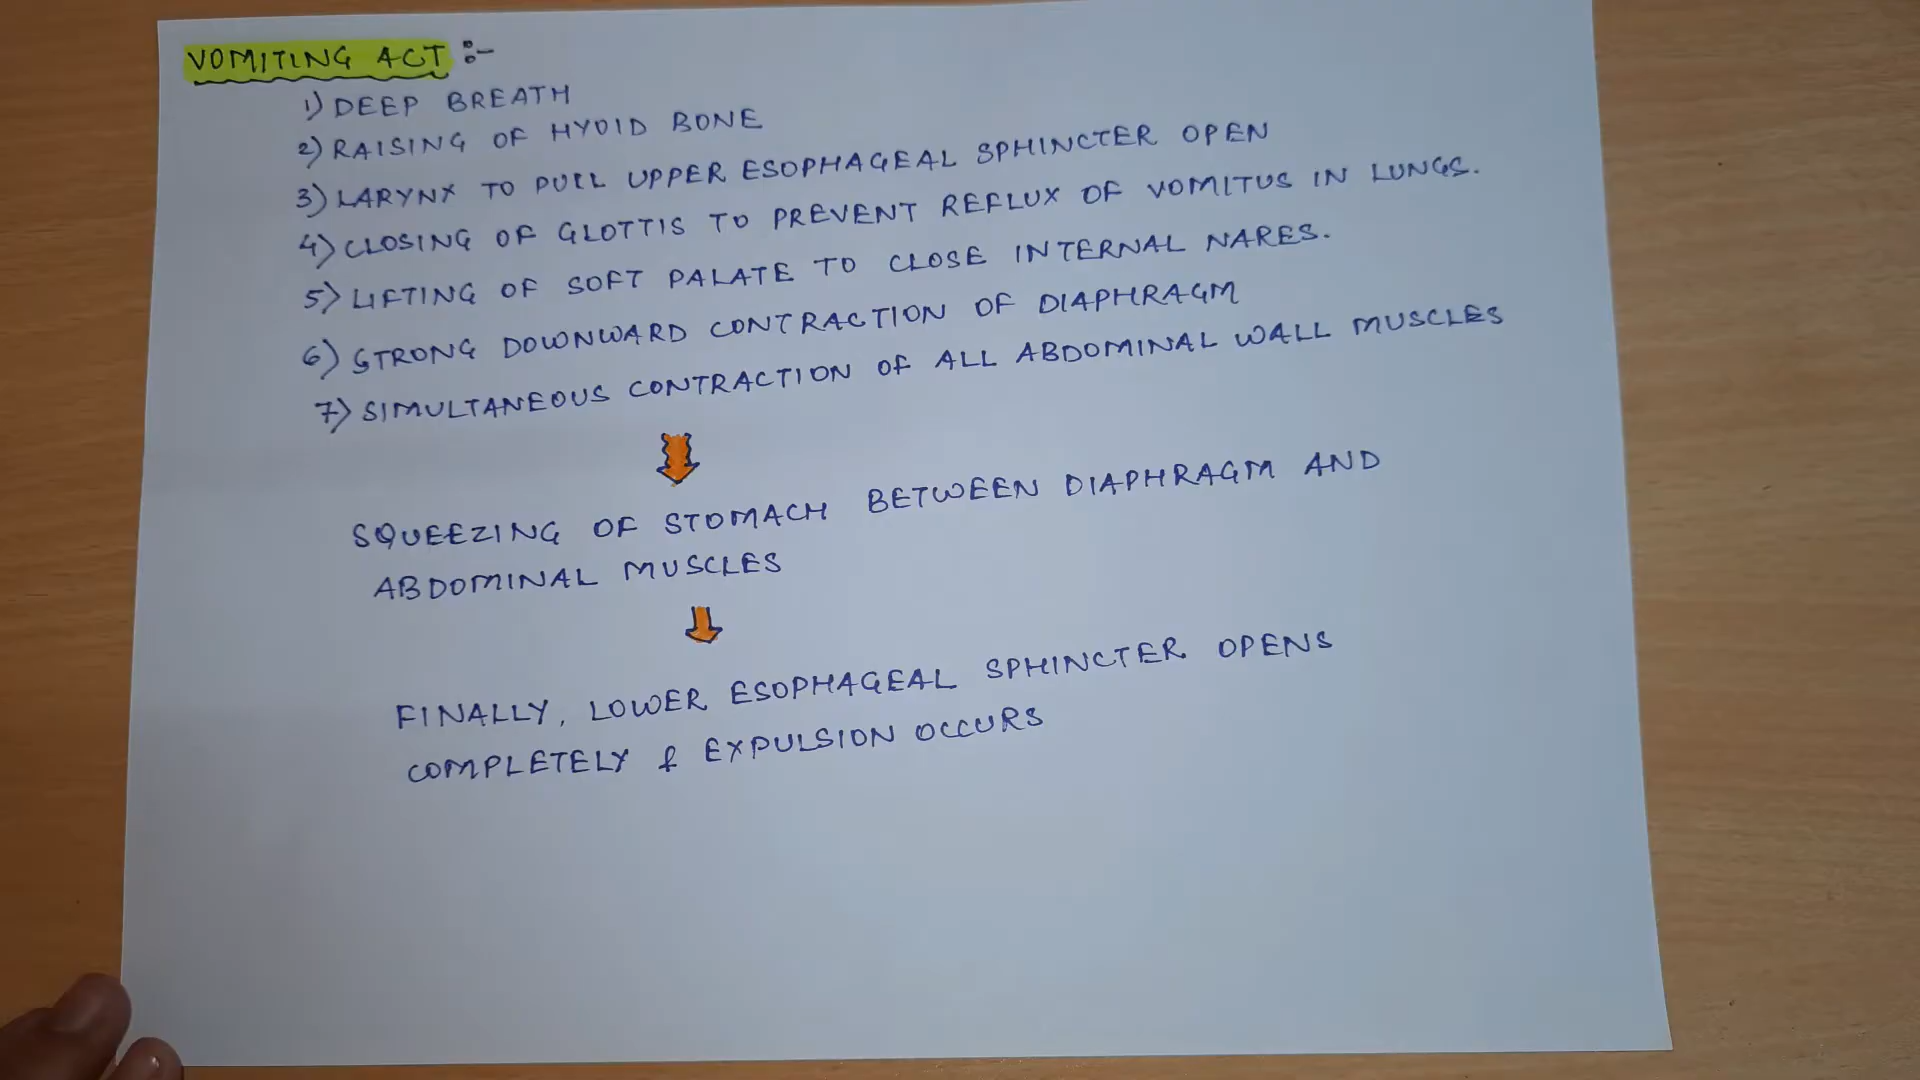 VOMITING ACT :-
1) DEEP BREATH
2) RAISING OF HYOID BONE
3) LARYNX TO PULL UPPER ESOPHAGEAL SPHINCTER OPEN
4) CLOSING OF GLOTTIS TO PREVENT REFLUX OF VOMITUS IN LUNGS.
5) LIFTING OF SOFT PALATE TO CLOSE INTERNAL NARES.
6) STRONG DOWNWARD CONTRACTION OF DIAPHRAGM
7) SIMULTANEOUS CONTRACTION OF ALL ABDOMINAL WALL MUSCLES
SQUEEZING OF STOMACH BETWEEN DIAPHRAGM AND
ABDOMINAL MUSCLES
FINALLY, LOWER ESOPHAGEAL SPHINCTER OPENS
COMPLETELY & EXPULSION OCCURS